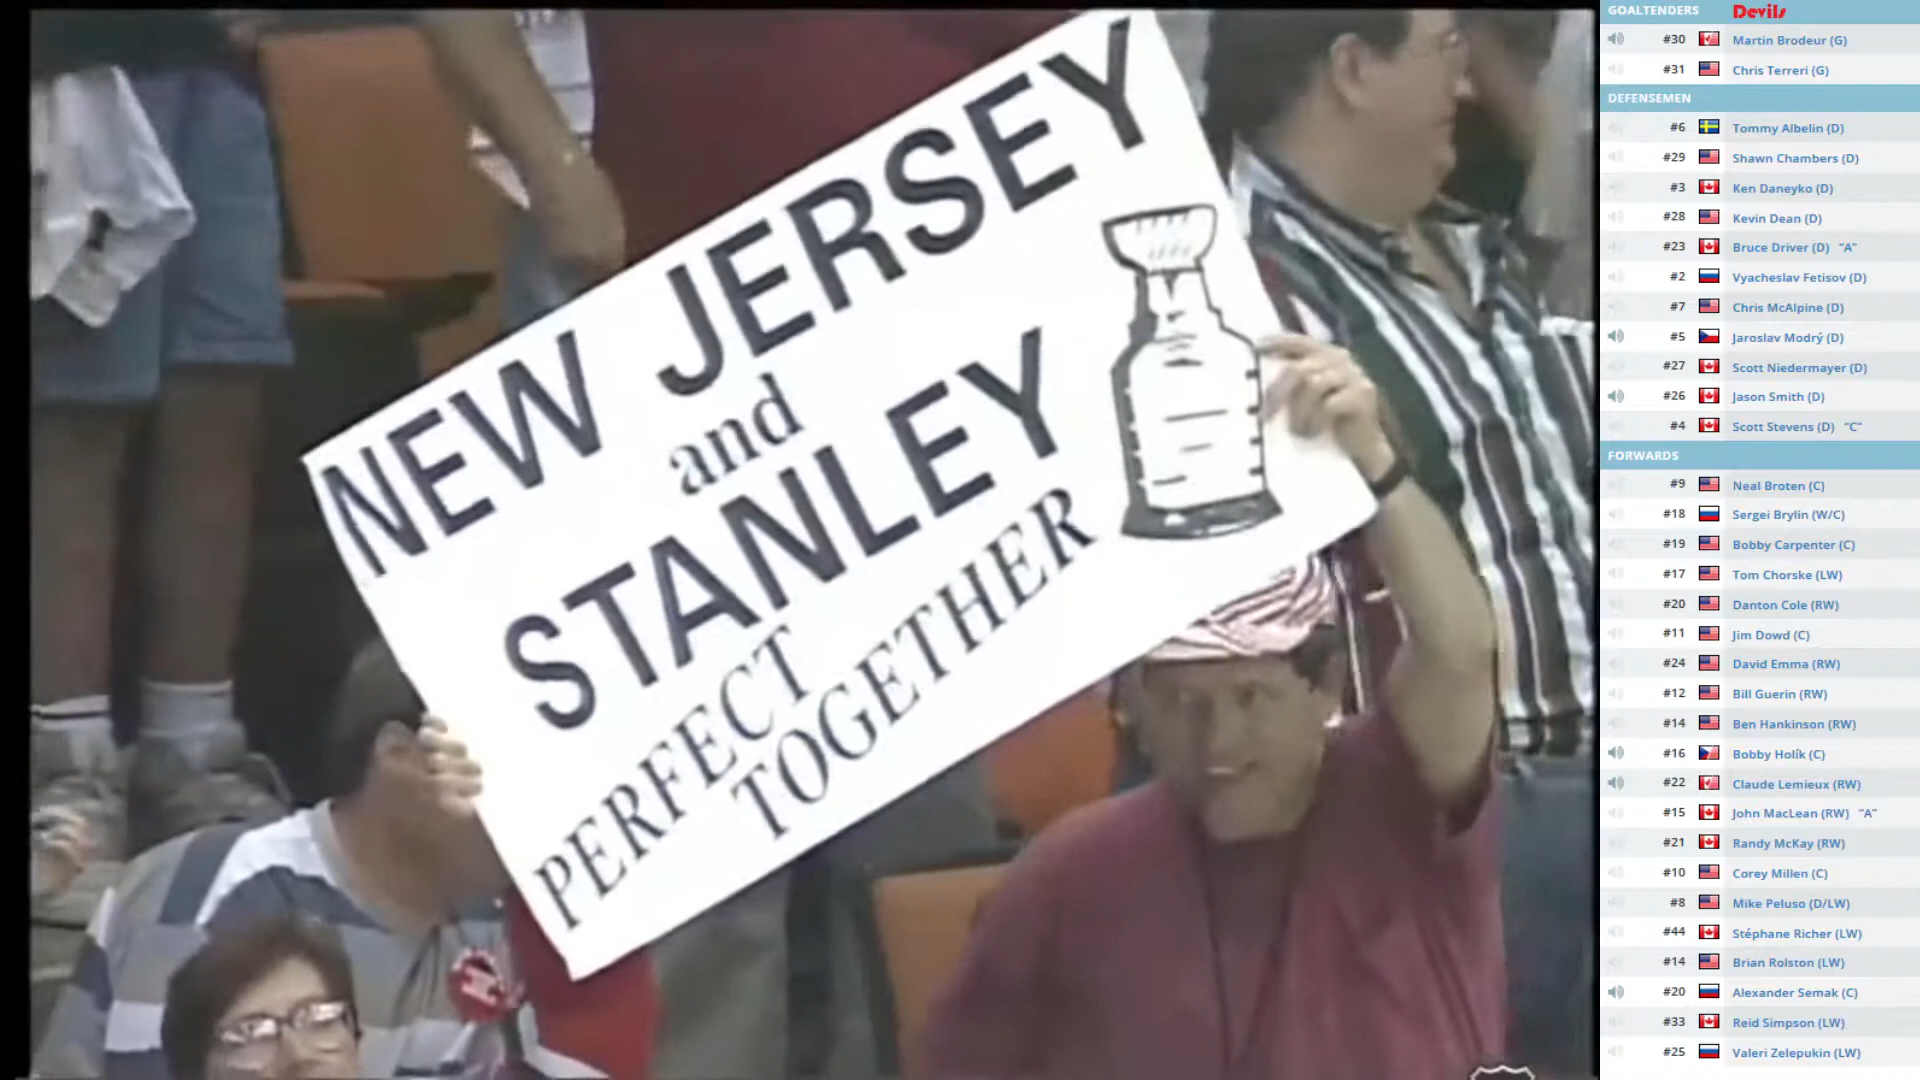 NEW JERSEY
and
STANLEY
PERFECT
TOGETHER
GOALTENDERS Devils
#30 Martin Brodeur (G)
#31 Chris Terreri (G)
DEFENSEMEN
#6 Tommy Albelin (D)
#29 Shawn Chambers (D)
#3 Ken Daneyko (D)
#28 Kevin Dean (D)
#23 Bruce Driver (D) "A"
#2 Vyacheslav Fetisov (D)
#7 Chris McAlpine (D)
#5 Jaroslav Modrý (D)
#27 Scott Niedermayer (D)
#26 Jason Smith (D)
#4 Scott Stevens (D) "C"
FORWARDS
#9 Neal Broten (C)
#18 Sergei Brylin (W/C)
#19 Bobby Carpenter (C)
#17 Tom Chorske (LW)
#20 Danton Cole (RW)
#11 Jim Dowd (C)
#24 David Emma (RW)
#12 Bill Guerin (RW)
#14 Ben Hankinson (RW)
#16 Bobby Holík (C)
#22 Claude Lemieux (RW)
#15 John MacLean (RW) "A"
#21 Randy McKay (RW)
#10 Corey Millen (C)
#8 Mike Peluso (D/LW)
#44 Stéphane Richer (LW)
#14 Brian Rolston (LW)
#20 Alexander Semak (C)
#33 Reid Simpson (LW)
#25 Valeri Zelepukin (LW)